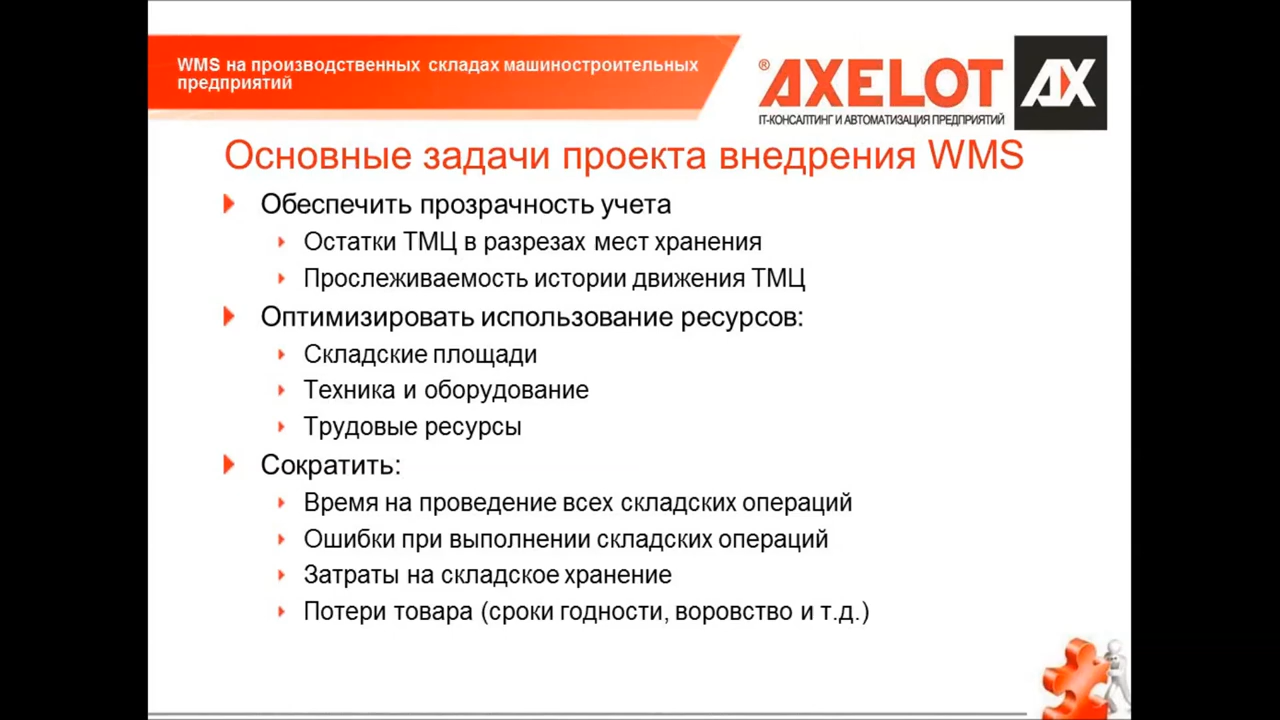 WMS на производственных складах машиностроительных
предприятий
®AXELOT
AX
IT-КОНСАЛТИНГ И АВТОМАТИЗАЦИЯ ПРЕДПРИЯТИЙ
Основные задачи проекта внедрения WMS
Обеспечить прозрачность учета
Остатки ТМЦ в разрезах мест хранения
Прослеживаемость истории движения ТМЦ
Оптимизировать использование ресурсов:
Складские площади
Техника и оборудование
Трудовые ресурсы
Сократить:
Время на проведение всех складских операций
Ошибки при выполнении складских операций
Затраты на складское хранение
Потери товара (сроки годности, воровство и т.д.)